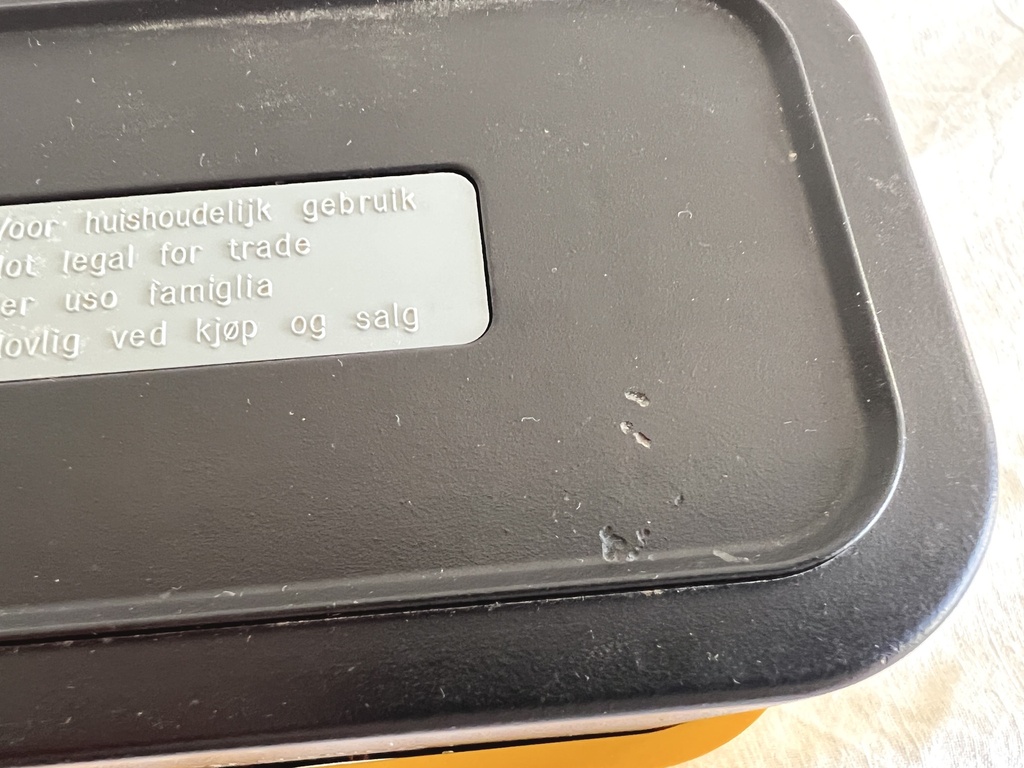 Voor huishoudelijk gebruik
legal for trade
uso famiglia
ved kjøp og salg